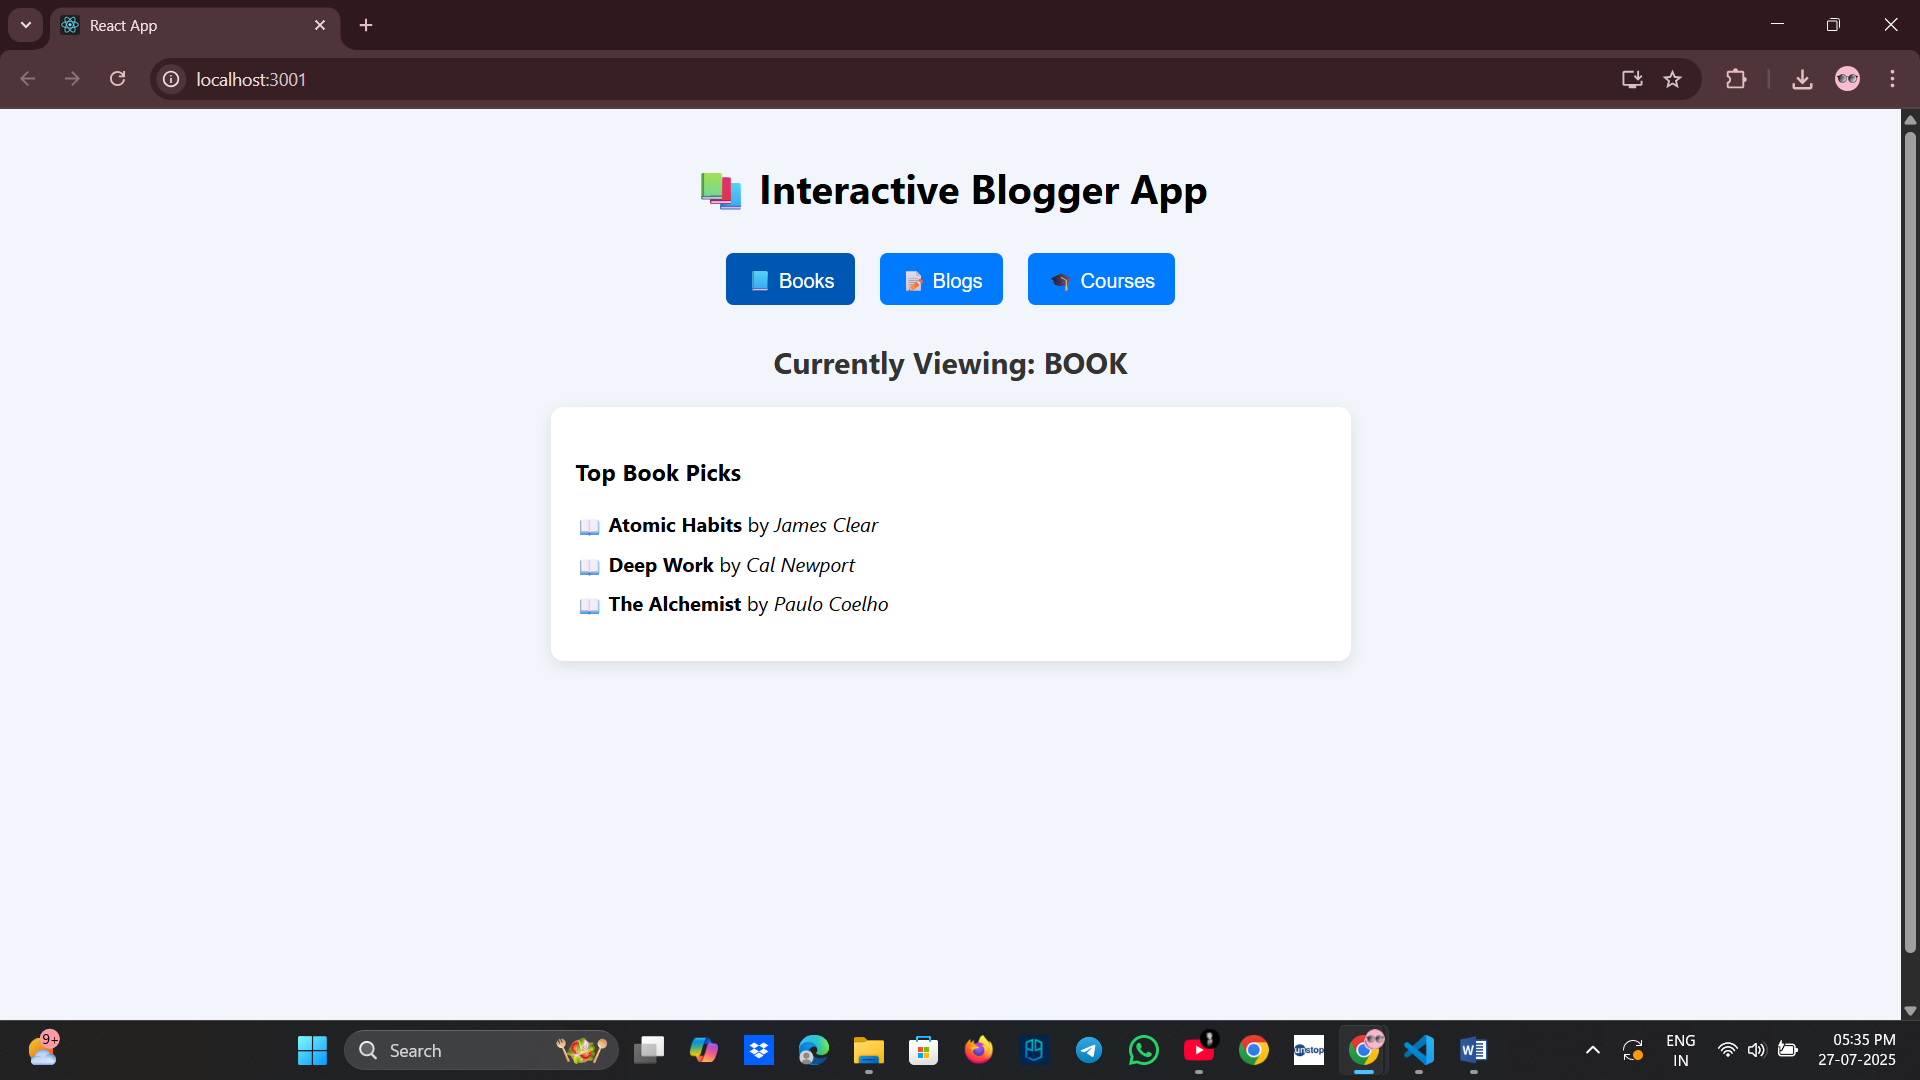 React App
localhost:3001
Interactive Blogger App
Books
Blogs
Courses
Currently Viewing: BOOK
Top Book Picks
Atomic Habits by James Clear
Deep Work by Cal Newport
The Alchemist by Paulo Coelho
9+
Search
unstop
ENG
IN
05:35 PM
27-07-2025